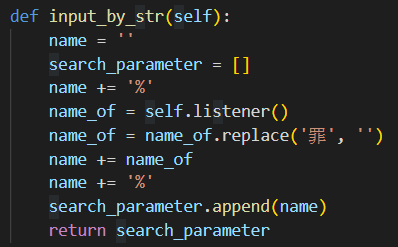 def input_by_str(self):
    name = ''
    search_parameter = []
    name += '%'
    name_of = self.listener()
    name_of = name_of.replace('罪', '')
    name += name_of
    name += '%'
    search_parameter.append(name)
    return search_parameter